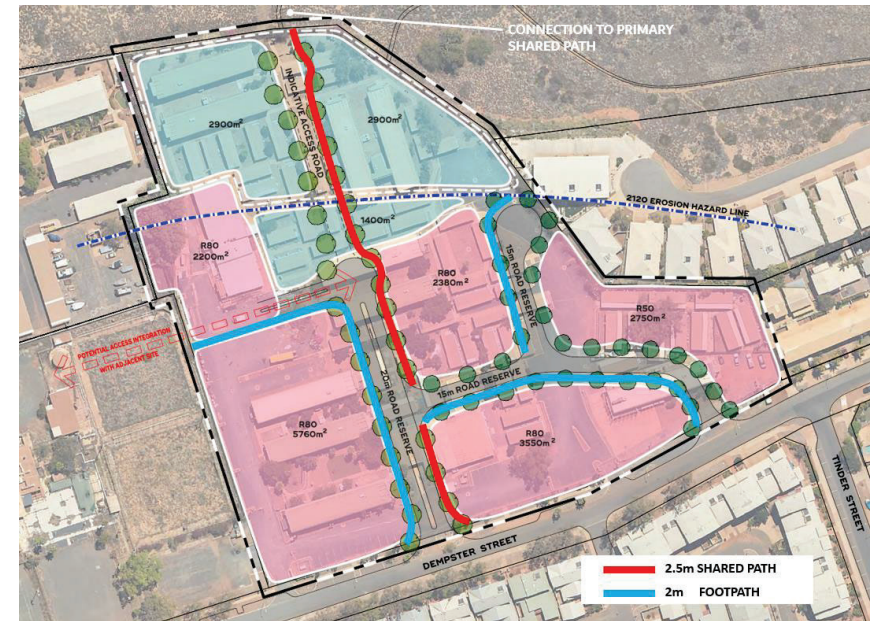 CONNECTION TO PRIMARY
SHARED PATH
INDICATIVE ACCESS ROAD
2900m²
2900m²
2120 EROSION HAZARD LINE
1400m²
R80
2200m²
R80
2380m²
15m ROAD RESERVE
R50
2750m²
POTENTIAL ACCESS INTEGRATION
WITH ADJACENT SITE
20m ROAD RESERVE
15m ROAD RESERVE
R80
5760m²
R80
3550m²
TINDER STREET
DEMPSTER STREET
2.5m SHARED PATH
2m FOOTPATH